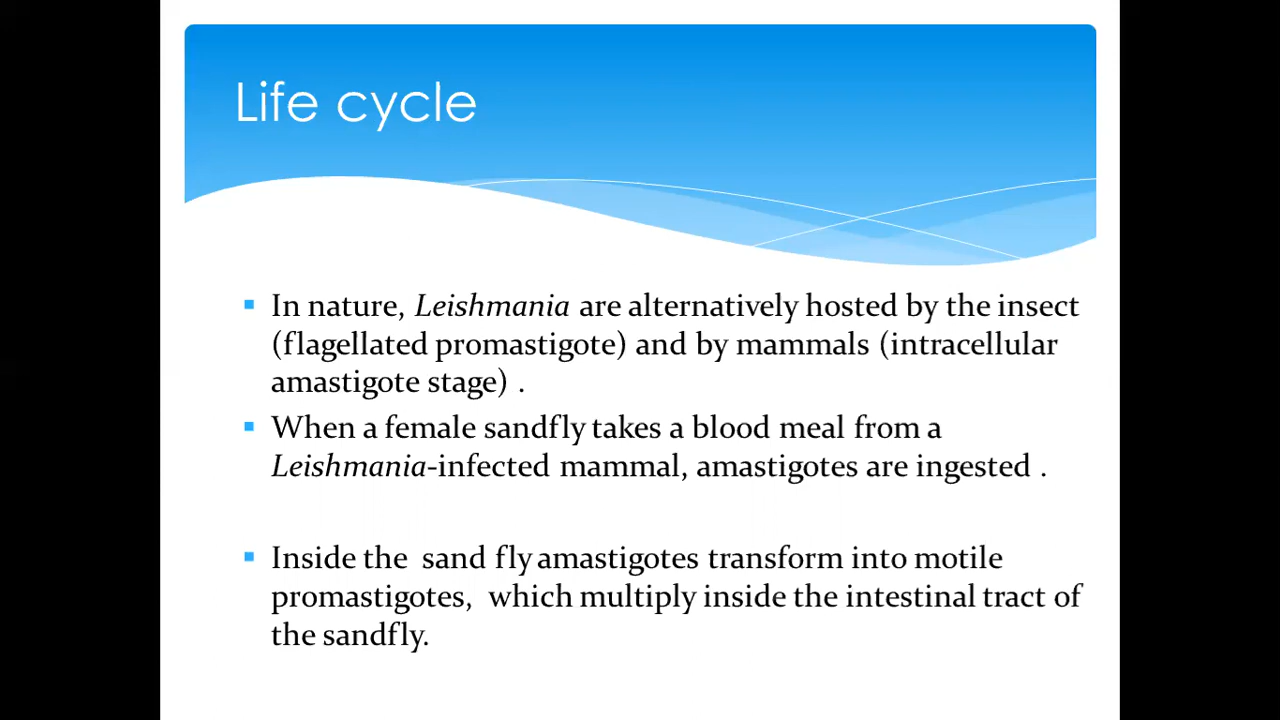 Life cycle
In nature, Leishmania are alternatively hosted by the insect
(flagellated promastigote) and by mammals (intracellular
amastigote stage) .
When a female sandfly takes a blood meal from a
Leishmania-infected mammal, amastigotes are ingested .
Inside the sand fly amastigotes transform into motile
promastigotes, which multiply inside the intestinal tract of
the sandfly.